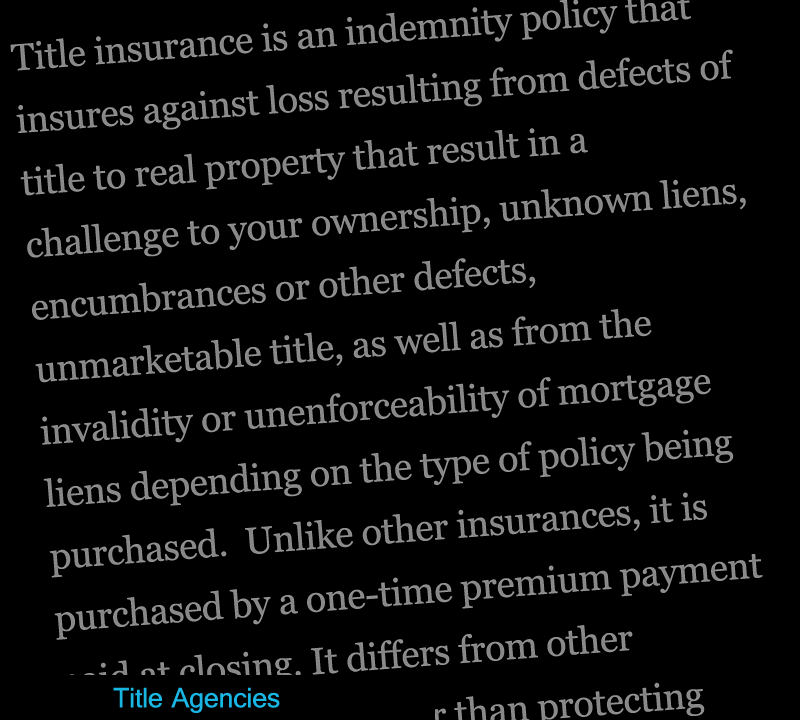 Title insurance is an indemnity policy that
insures against loss resulting from defects of
title to real property that result in a
challenge to your ownership, unknown liens,
encumbrances or other defects,
unmarketable title, as well as from the
invalidity or unenforceability of mortgage
liens depending on the type of policy being
purchased.  Unlike other insurances, it is
purchased by a one-time premium payment
at closing. It differs from other
than protecting
Title Agencies